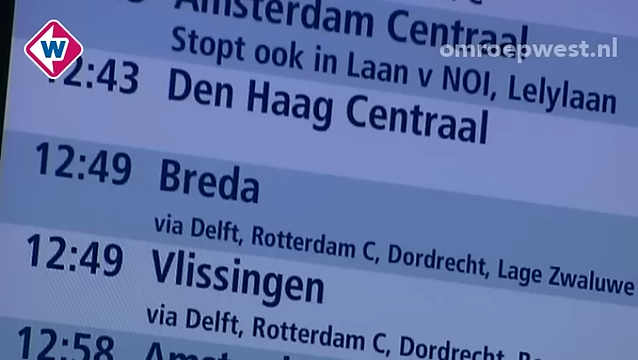 W
omroepwest.nl
Amsterdam Centraal
Stopt ook in Laan v NOI, Lelylaan
12:43 Den Haag Centraal
12:49 Breda
via Delft, Rotterdam C, Dordrecht, Lage Zwaluwe
12:49 Vlissingen
via Delft, Rotterdam C, Dordrecht,
12:58